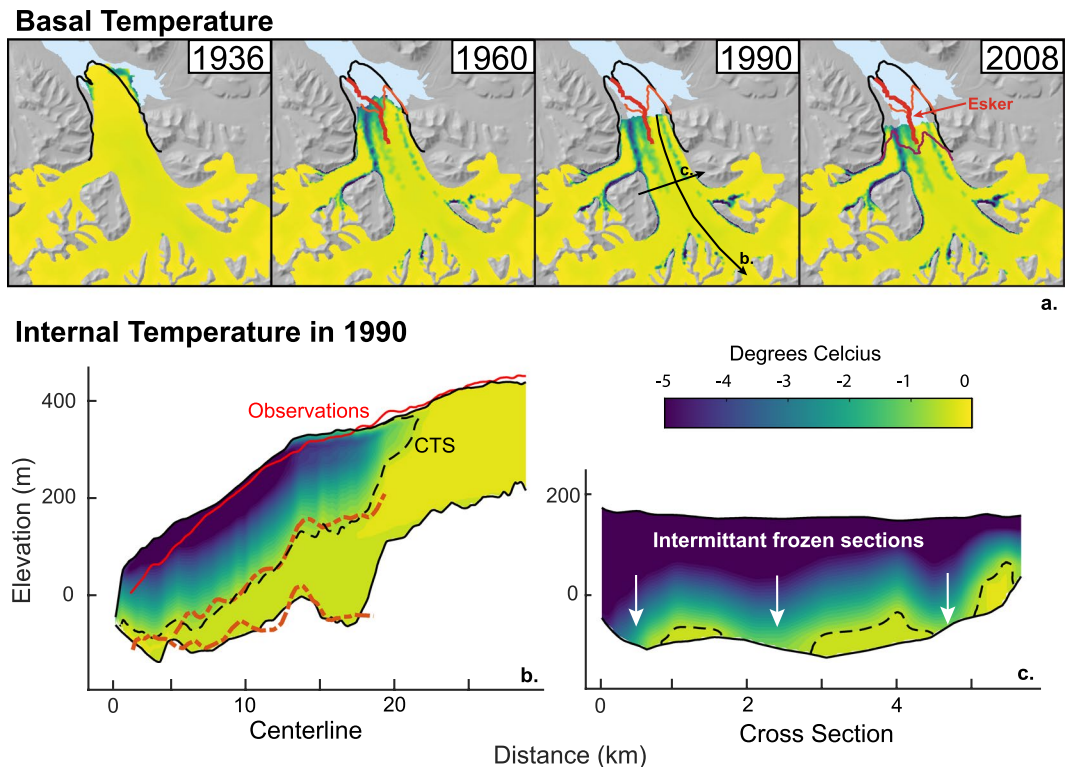 Basal Temperature
1936
1960
1990
2008
Esker
c.
b.
a.
Internal Temperature in 1990
Degrees Celcius
-5 -4 -3 -2 -1 0
Observations
CTS
400
200
0
Elevation (m)
0 10 20
Centerline
b.
200
0
Intermittant frozen sections
c.
0 2 4
Cross Section
Distance (km)